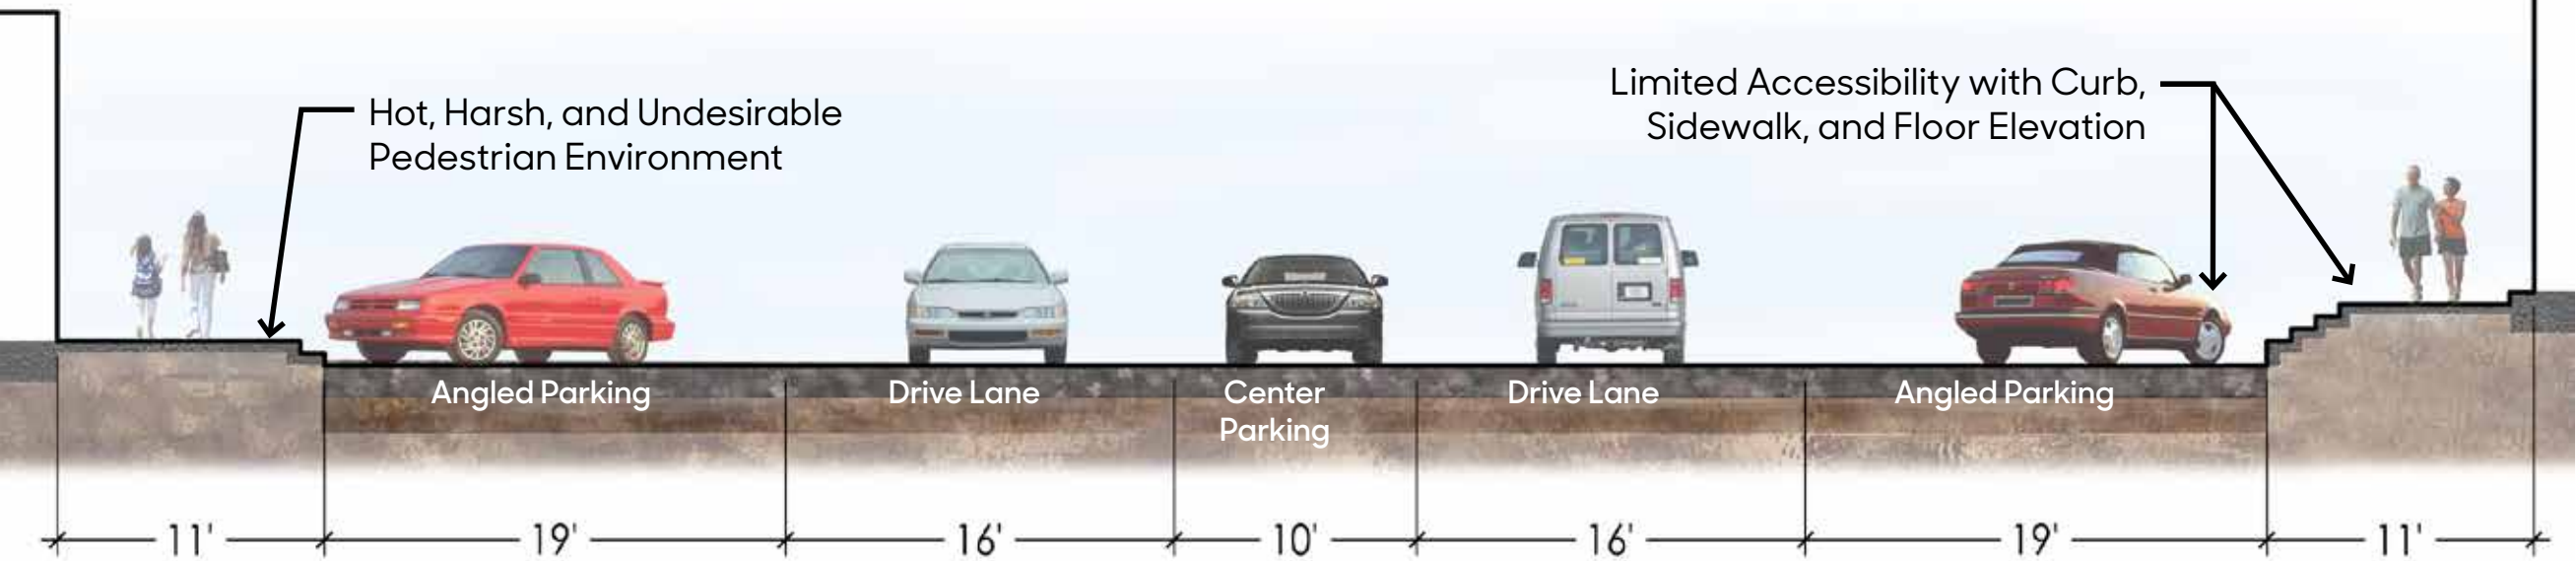 Hot, Harsh, and Undesirable
Pedestrian Environment
Limited Accessibility with Curb,
Sidewalk, and Floor Elevation
Angled Parking
Drive Lane
Center
Parking
Drive Lane
Angled Parking
11'
19'
16'
10'
16'
19'
11'